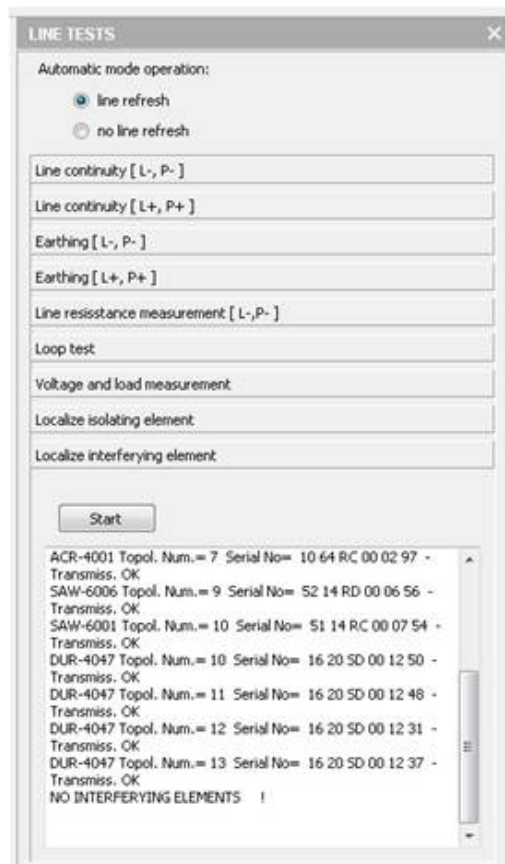 LINE TESTS
Automatic mode operation:
line refresh
no line refresh
Line continuity [ L-, P- ]
Line continuity [ L+, P+ ]
Earthing [ L-, P- ]
Earthing [ L+, P+ ]
Line resisstance measurement [ L-,P- ]
Loop test
Voltage and load measurement
Localize isolating element
Localize interferying element
Start
ACR-4001 Topol. Num.= 7 Serial No= 10 64 RC 00 02 97 -
Transmiss. OK
SAW-6006 Topol. Num.= 9 Serial No= 52 14 RD 00 06 56 -
Transmiss. OK
SAW-6001 Topol. Num.= 10 Serial No= 51 14 RC 00 07 54 -
Transmiss. OK
DUR-4047 Topol. Num.= 10 Serial No= 16 20 SD 00 12 50 -
Transmiss. OK
DUR-4047 Topol. Num.= 11 Serial No= 16 20 SD 00 12 48 -
Transmiss. OK
DUR-4047 Topol. Num.= 12 Serial No= 16 20 SD 00 12 31 -
Transmiss. OK
DUR-4047 Topol. Num.= 13 Serial No= 16 20 SD 00 12 37 -
Transmiss. OK
NO INTERFERYING ELEMENTS !